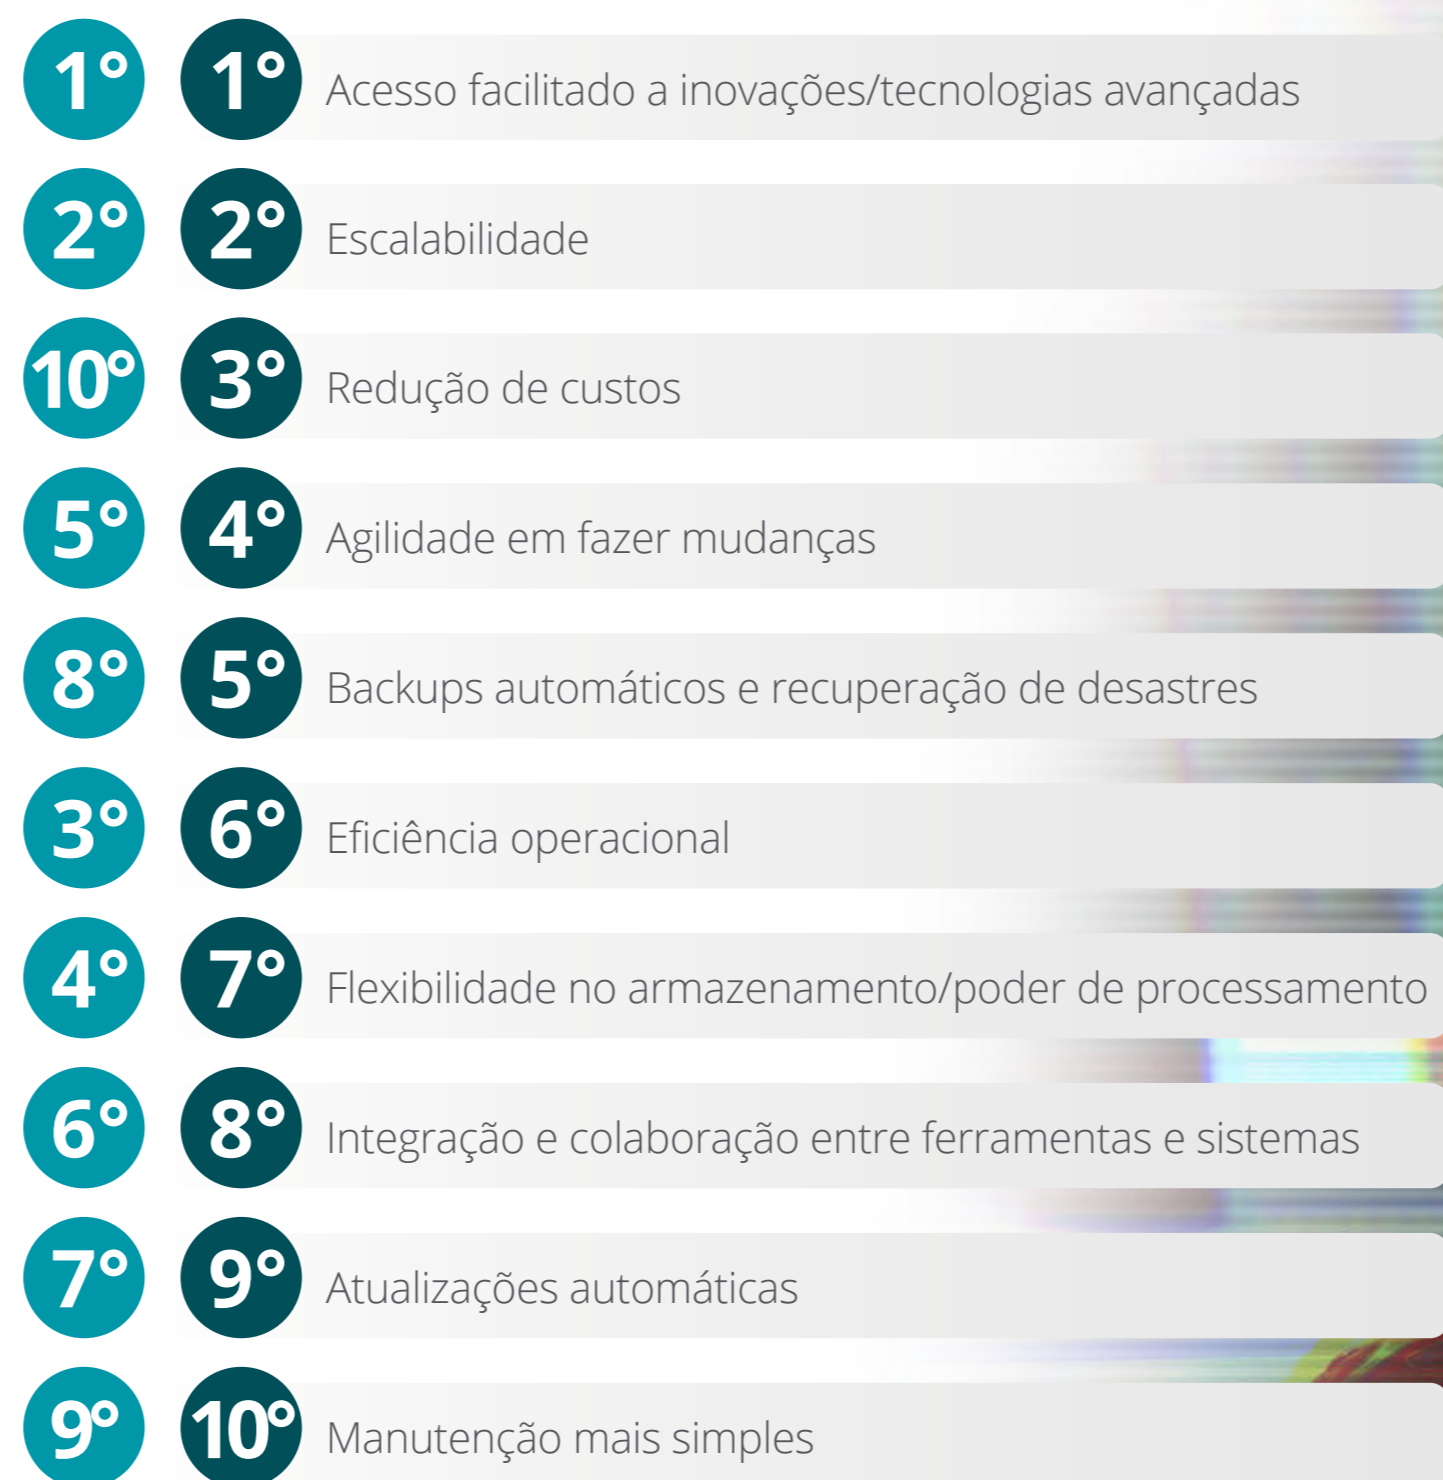 1° 1° Acesso facilitado a inovações/tecnologias avançadas
2° 2° Escalabilidade
10° 3° Redução de custos
5° 4° Agilidade em fazer mudanças
8° 5° Backups automáticos e recuperação de desastres
3° 6° Eficiência operacional
4° 7° Flexibilidade no armazenamento/poder de processamento
6° 8° Integração e colaboração entre ferramentas e sistemas
7° 9° Atualizações automáticas
9° 10° Manutenção mais simples